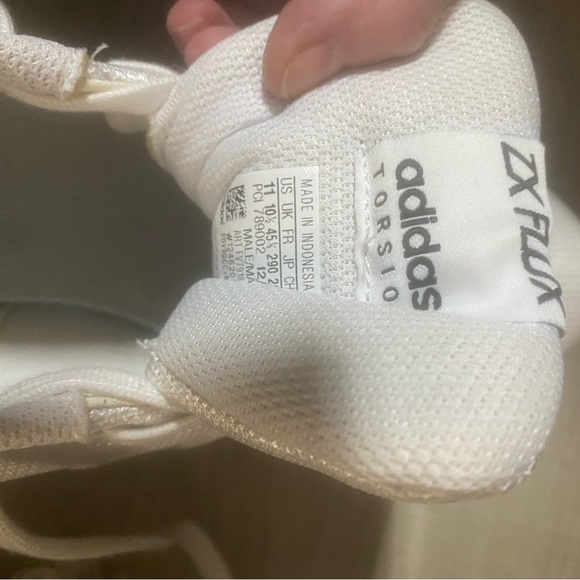 MADE IN INDONESIA
US UK FR JP CH
11 10½ 45⅓ 290 2
PCI 789002 12/
MALE/MA
adidas
TORSIO
ZX FLUX